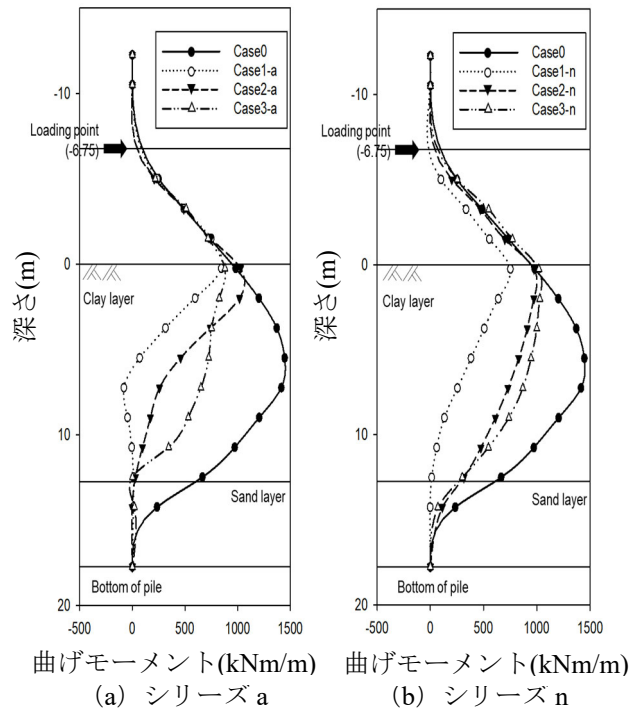 Case0
Case1-a
Case2-a
Case3-a
-10
Loading point
(-6.75)
0
Clay layer
深さ(m)
10
Sand layer
Bottom of pile
20
-500 0 500 1000 1500
曲げモーメント(kNm/m)
(a) シリーズ a
Case0
Case1-n
Case2-n
Case3-n
-10
Loading point
(-6.75)
0
Clay layer
深さ(m)
10
Sand layer
Bottom of pile
20
-500 0 500 1000 1500
曲げモーメント(kNm/m)
(b) シリーズ n